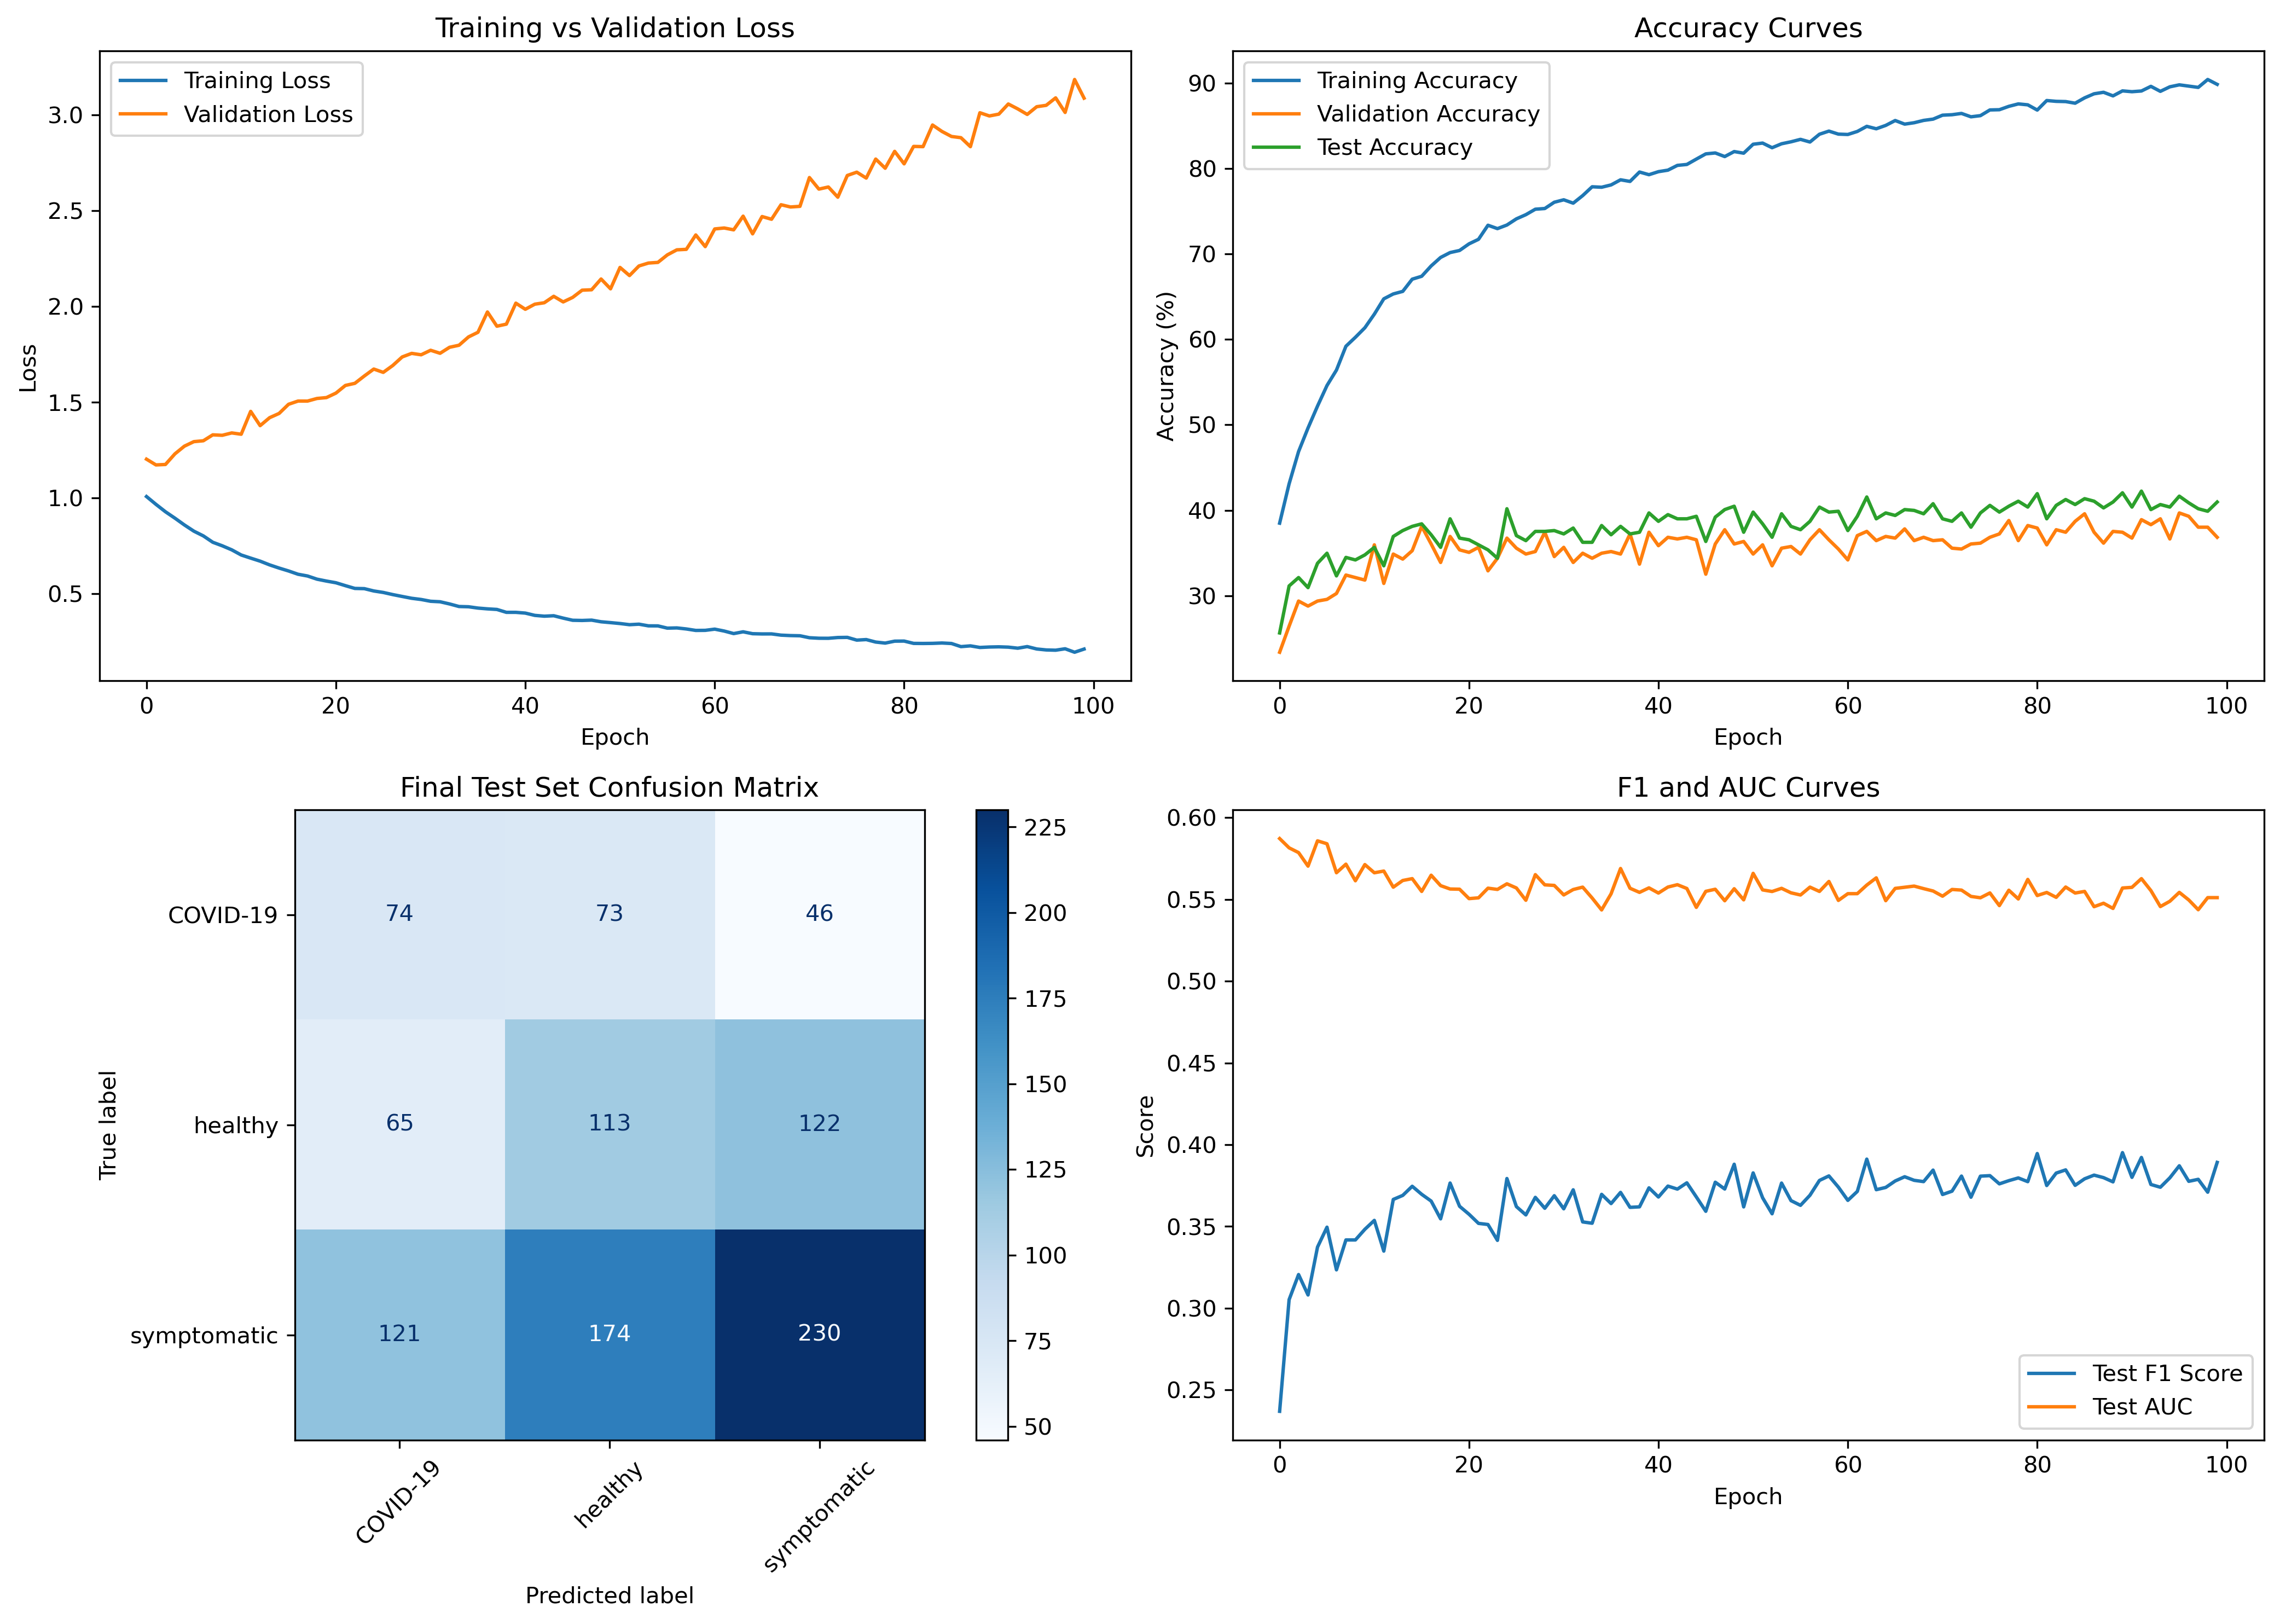 Training vs Validation Loss
Training Loss
Validation Loss
3.0
2.5
2.0
1.5
1.0
0.5
Loss
0 20 40 60 80 100
Epoch
Accuracy Curves
Training Accuracy
Validation Accuracy
Test Accuracy
90
80
70
60
50
40
30
Accuracy (%)
0 20 40 60 80 100
Epoch
Final Test Set Confusion Matrix
COVID-19 74 73 46
healthy 65 113 122
symptomatic 121 174 230
True label
COVID-19 healthy symptomatic
Predicted label
225
200
175
150
125
100
75
50
F1 and AUC Curves
0.60
0.55
0.50
0.45
0.40
0.35
0.30
0.25
Score
Test F1 Score
Test AUC
0 20 40 60 80 100
Epoch